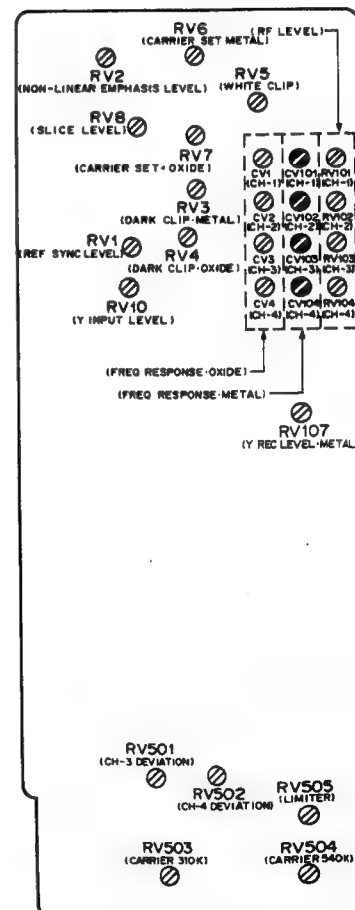 RV6
(CARRIER SET METAL)
(RF LEVEL)
RV2
(NON-LINEAR EMPHASIS LEVEL)
RV5
(WHITE CLIP)
RV8
(SLICE LEVEL)
RV7
(CARRIER SET·OXIDE)
CV1 CV101 RV101
(CH-1) (CH-1) (CH-1)
RV3
(DARK CLIP·METAL)
CV2 CV102 RV102
(CH-2) (CH-2) (CH-2)
RV1
(REF SYNC LEVEL)
RV4
(DARK CLIP·OXIDE)
CV3 CV103 RV103
(CH-3) (CH-3) (CH-3)
RV10
(Y INPUT LEVEL)
CV4 CV104 RV104
(CH-4) (CH-4) (CH-4)
(FREQ RESPONSE·OXIDE)
(FREQ RESPONSE·METAL)
RV107
(Y REC LEVEL·METAL
RV501
(CH-3 DEVIATION)
RV502
(CH-4 DEVIATION)
RV505
(LIMITER)
RV503
(CARRIER 310K)
RV504
(CARRIER 540K)